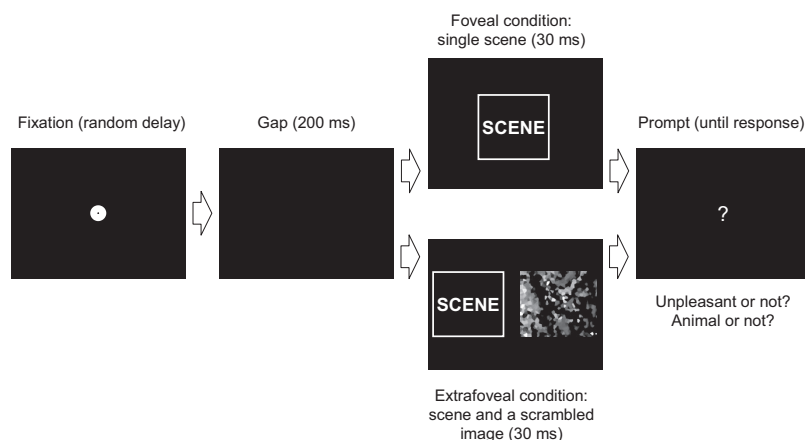 Foveal condition:
single scene (30 ms)
Fixation (random delay)
Gap (200 ms)
SCENE
Prompt (until response)
?
SCENE
Unpleasant or not?
Animal or not?
Extrafoveal condition:
scene and a scrambled
image (30 ms)